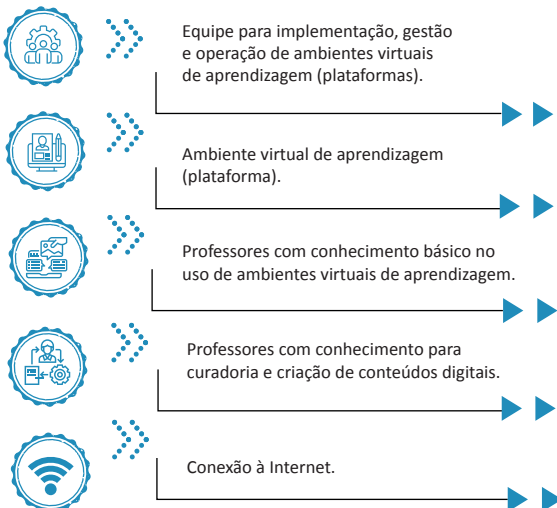 Equipe para implementação, gestão
e operação de ambientes virtuais
de aprendizagem (plataformas).
Ambiente virtual de aprendizagem
(plataforma).
Professores com conhecimento básico no
uso de ambientes virtuais de aprendizagem.
Professores com conhecimento para
curadoria e criação de conteúdos digitais.
Conexão à Internet.